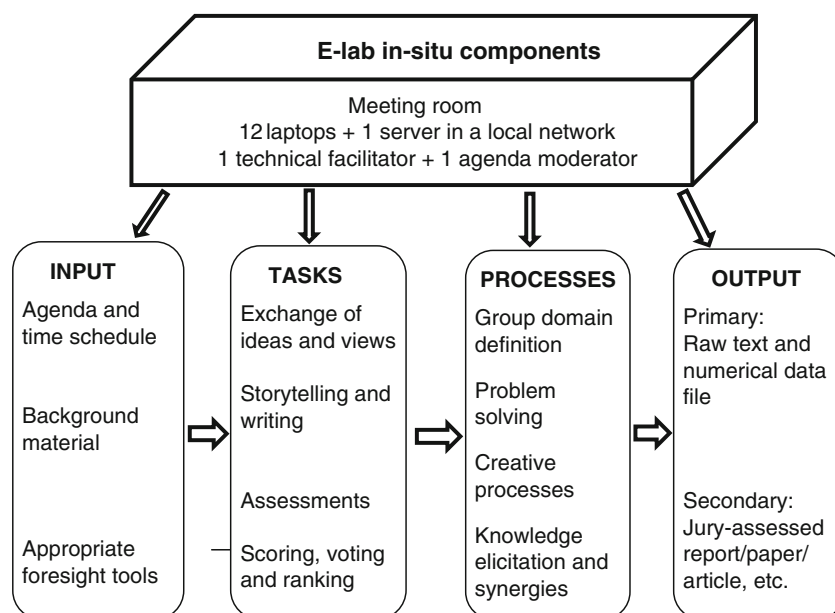 E-lab in-situ components
Meeting room
12 laptops + 1 server in a local network
1 technical facilitator + 1 agenda moderator
INPUT
Agenda and
time schedule
Background
material
Appropriate
foresight tools
TASKS
Exchange of
ideas and views
Storytelling and
writing
Assessments
Scoring, voting
and ranking
PROCESSES
Group domain
definition
Problem
solving
Creative
processes
Knowledge
elicitation and
synergies
OUTPUT
Primary:
Raw text and
numerical data
file
Secondary:
Jury-assessed
report/paper/
article, etc.